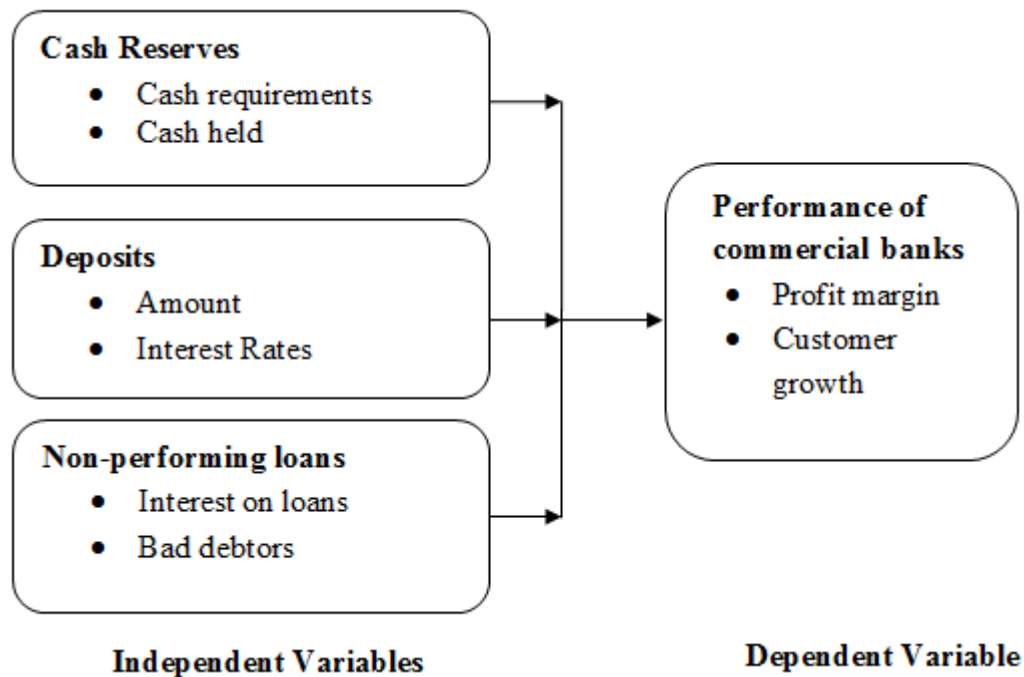 Cash Reserves
• Cash requirements
• Cash held
Deposits
• Amount
• Interest Rates
Non-performing loans
• Interest on loans
• Bad debtors
Independent Variables
Performance of
commercial banks
• Profit margin
• Customer
growth
Dependent Variable